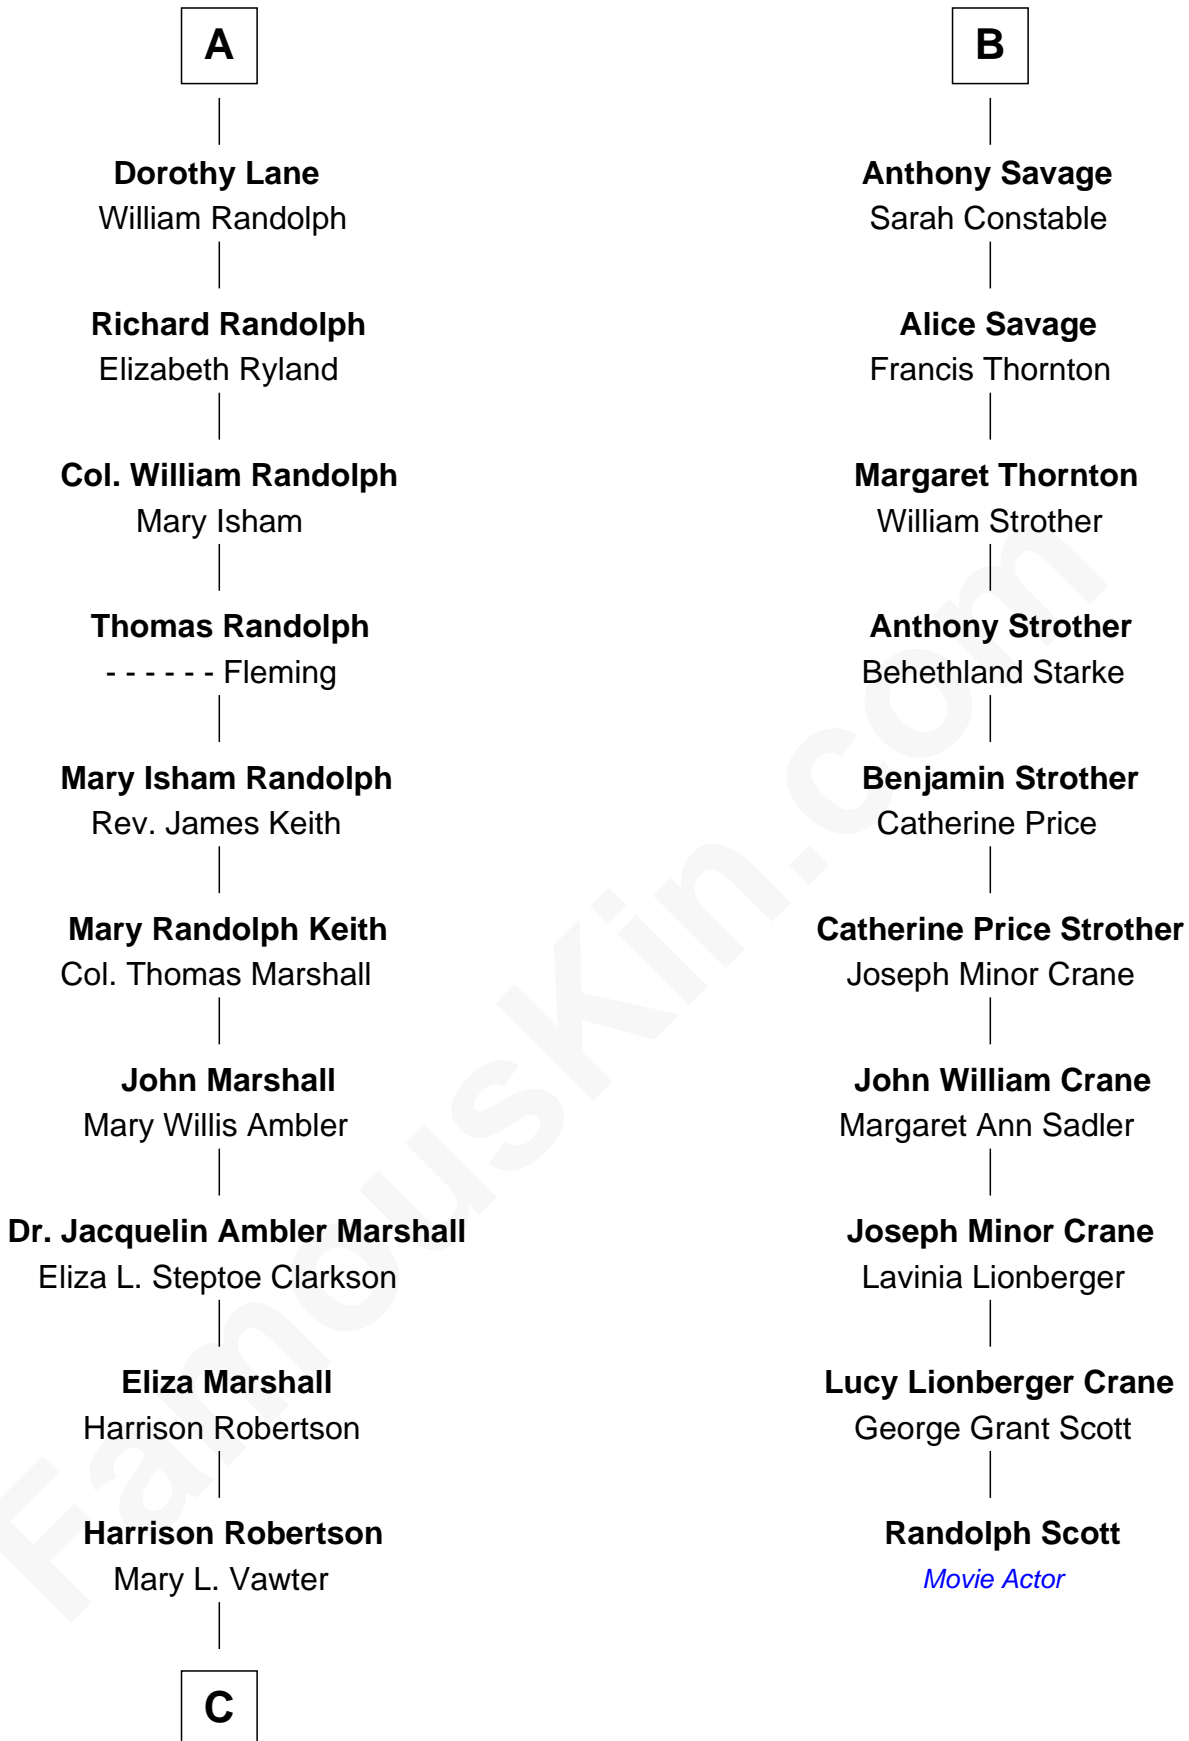 A
Dorothy Lane
William Randolph
Richard Randolph
Elizabeth Ryland
Col. William Randolph
Mary Isham
Thomas Randolph
- - - - - - Fleming
Mary Isham Randolph
Rev. James Keith
Mary Randolph Keith
Col. Thomas Marshall
John Marshall
Mary Willis Ambler
Dr. Jacquelin Ambler Marshall
Eliza L. Steptoe Clarkson
Eliza Marshall
Harrison Robertson
Harrison Robertson
Mary L. Vawter
C
B
Anthony Savage
Sarah Constable
Alice Savage
Francis Thornton
Margaret Thornton
William Strother
Anthony Strother
Behethland Starke
Benjamin Strother
Catherine Price
Catherine Price Strother
Joseph Minor Crane
John William Crane
Margaret Ann Sadler
Joseph Minor Crane
Lavinia Lionberger
Lucy Lionberger Crane
George Grant Scott
Randolph Scott
Movie Actor
FamousKin.com